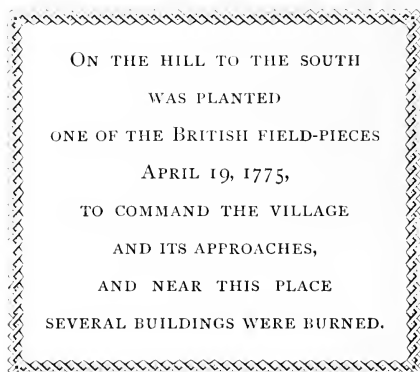 On the hill to the south
was planted
one of the British field-pieces
April 19, 1775,
to command the village
and its approaches,
and near this place
several buildings were burned.